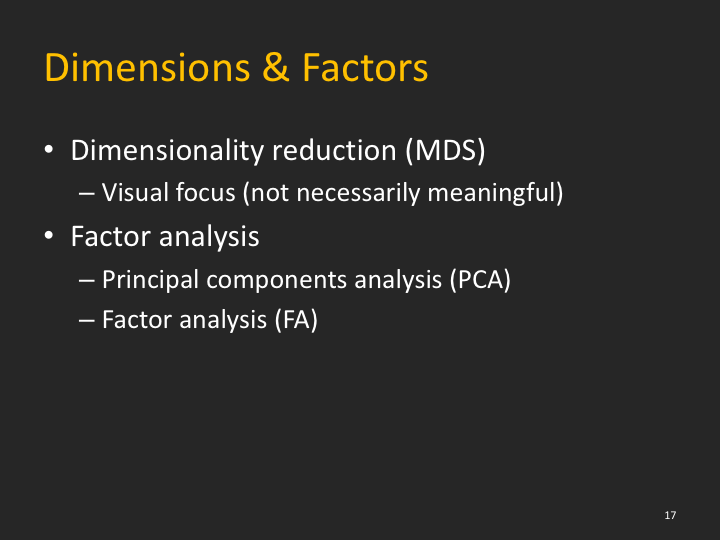 Dimensions & Factors
• Dimensionality reduction (MDS)
– Visual focus (not necessarily meaningful)
• Factor analysis
– Principal components analysis (PCA)
– Factor analysis (FA)
17